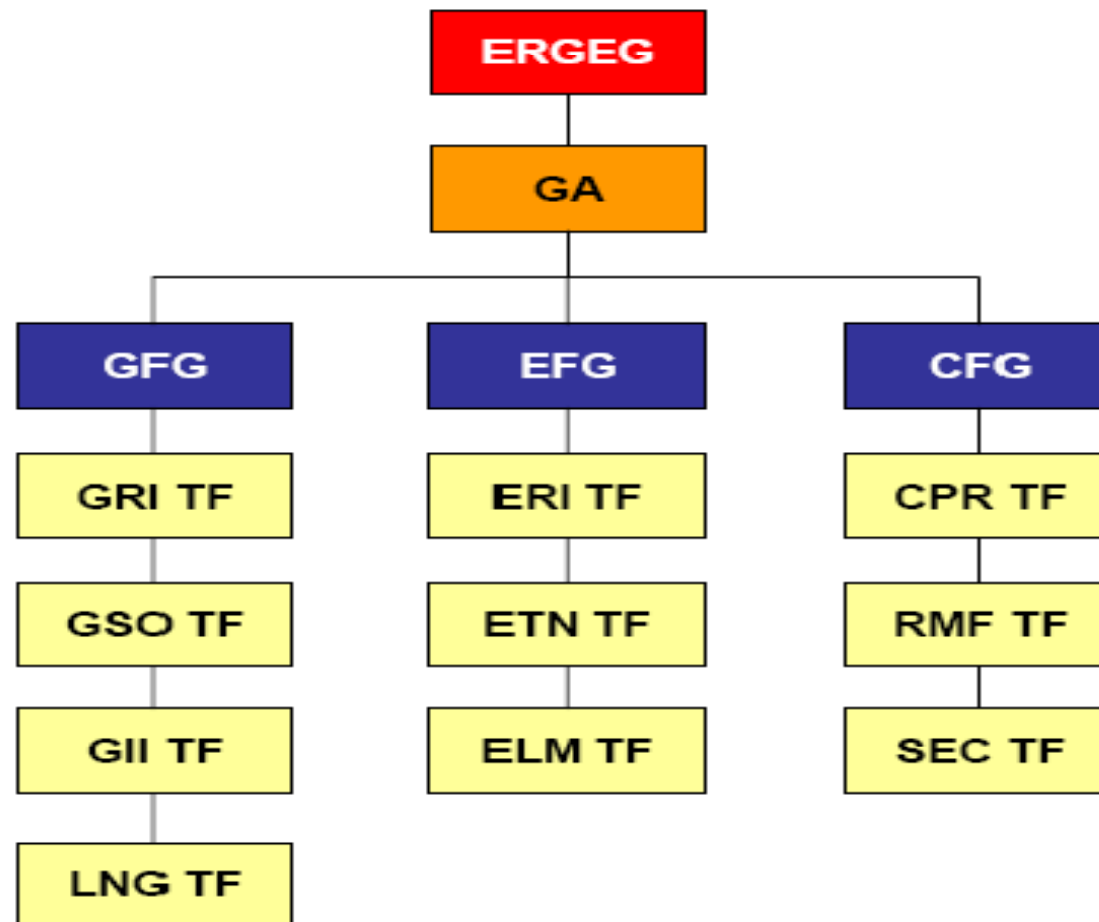 ERGEG
GA
GFG
EFG
CFG
GRI TF
ERI TF
CPR TF
GSO TF
ETN TF
RMF TF
GII TF
ELM TF
SEC TF
LNG TF